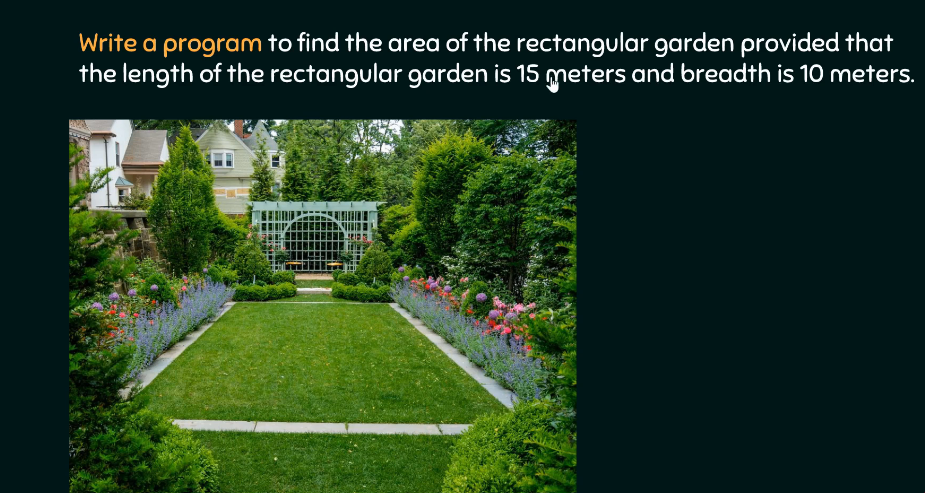 Write a program to find the area of the rectangular garden provided that
the length of the rectangular garden is 15 meters and breadth is 10 meters.